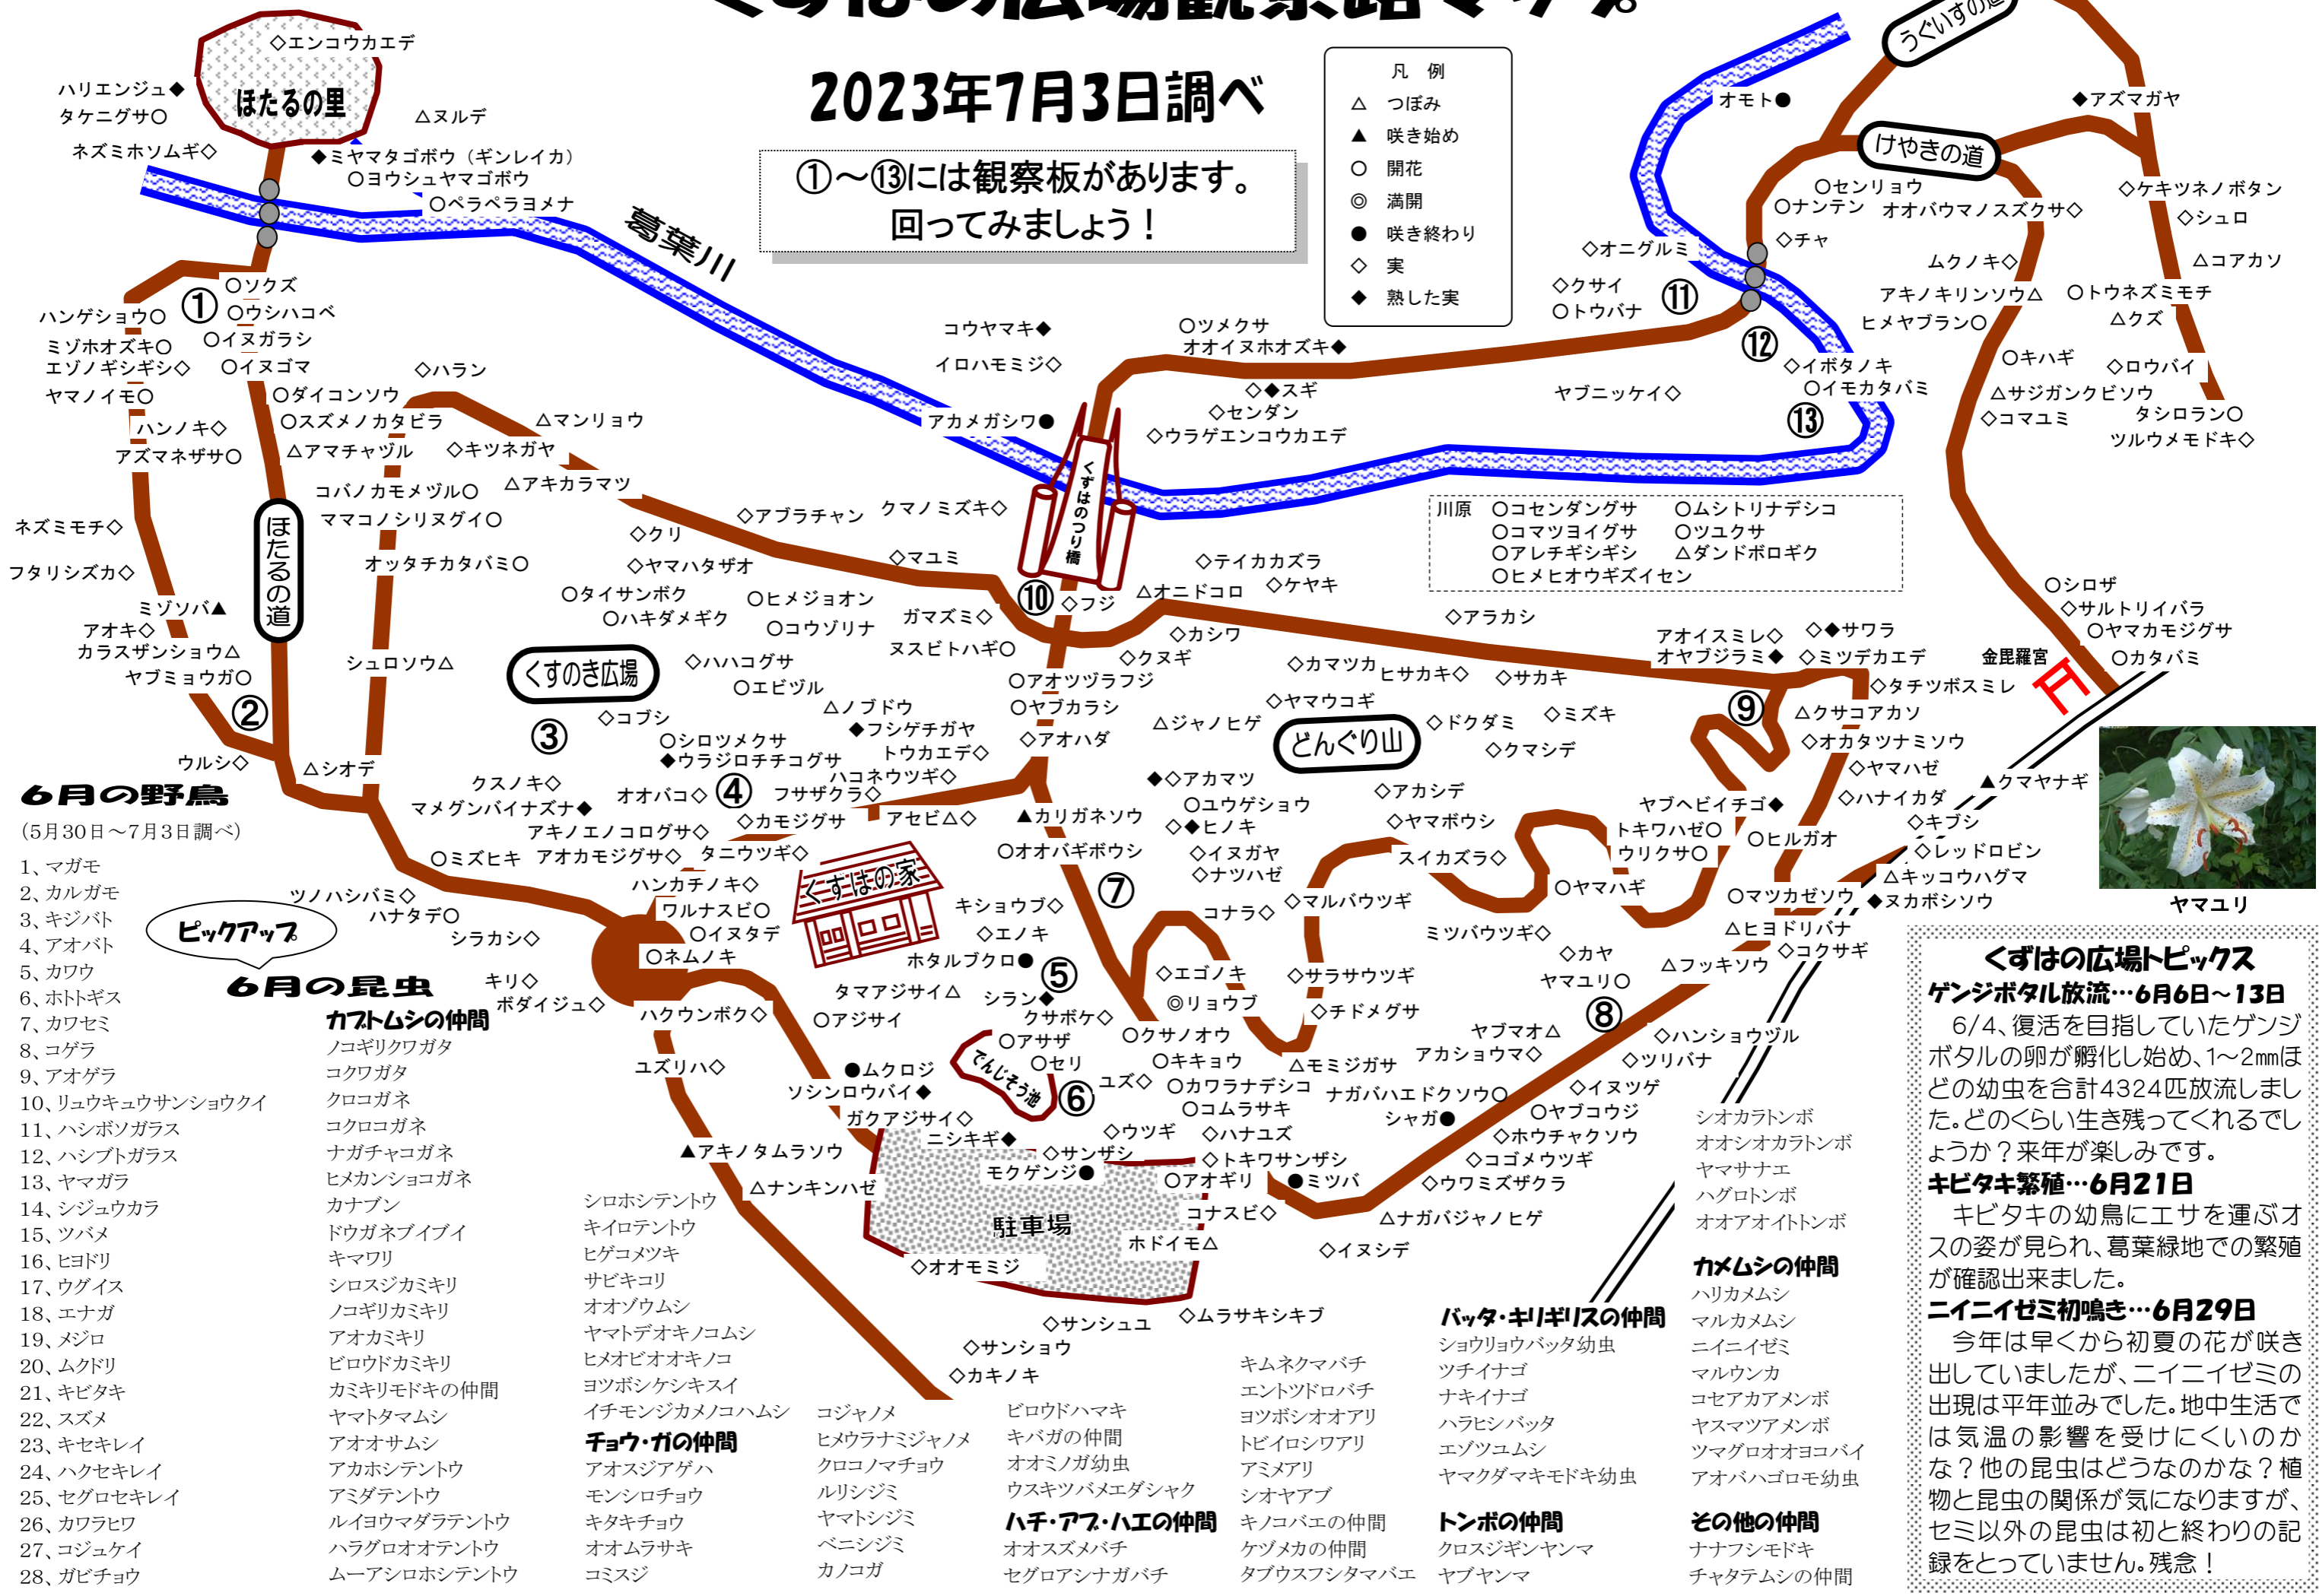 くずはの広場観察路マップ
2023年7月3日調べ
①～⑬には観察板があります。
回ってみましょう！
凡 例
△ つぼみ
▲ 咲き始め
○ 開花
◎ 満開
● 咲き終わり
◇ 実
◆ 熟した実
うぐいすの道
◇エンコウカエデ
ほたるの里
ハリエンジュ◆
タケニグサ○
ネズミホソムギ◇
△ヌルデ
◆ミヤマタゴボウ（ギンレイカ）
○ヨウシュヤマゴボウ
○ペラペラヨメナ
葛葉川
オモト●
◆アズマガヤ
けやきの道
○センリョウ
○ナンテン
オオバウマノスズクサ◇
◇チャ
◇ケキツネノボタン
◇シュロ
△コアカソ
◇オニグルミ
◇クサイ
○トウバナ
⑪
⑫
ムクノキ◇
アキノキリンソウ△
ヒメヤブラン○
○トウネズミモチ
△クズ
○キハギ
◇ロウバイ
△サジガンクビソウ
◇コマユミ
タシロラン○
ツルウメモドキ◇
◇イボタノキ
○イモカタバミ
⑬
ヤブニッケイ◇
①
○ソクズ
○ウシハコベ
○イヌガラシ
○イヌゴマ
ハンゲショウ○
ミゾホオズキ○
エゾノギシギシ◇
ヤマノイモ○
ハンノキ◇
アズマネザサ○
○ダイコンソウ
○スズメノカタビラ
△アマチャヅル
◇ハラン
◇キツネガヤ
△マンリョウ
△アキカラマツ
コバノカモメヅル○
ママコノシリヌグイ○
オッタチカタバミ○
コウヤマキ◆
イロハモミジ◇
アカメガシワ●
○ツメクサ
オオイヌホオズキ◆
◇◆スギ
◇センダン
◇ウラゲエンコウカエデ
くずはのつり橋
川原
○コセンダングサ
○コマツヨイグサ
○アレチギシギシ
○ヒメヒオウギズイセン
○ムシトリナデシコ
○ツユクサ
△ダンドボロギク
ネズミモチ◇
フタリシズカ◇
ミゾソバ▲
アオキ◇
カラスザンショウ△
ヤブミョウガ○
②
ほたるの道
ウルシ◇
△シオデ
シュロソウ△
◇アブラチャン
クマノミズキ◇
◇クリ
◇ヤマハタザオ
◇マユミ
○タイサンボク
○ハキダメギク
○ヒメジョオン
○コウゾリナ
ガマズミ◇
ヌスビトハギ○
⑩
◇フジ
△オニドコロ
◇テイカカズラ
◇ケヤキ
◇カシワ
◇クヌギ
くすのき広場
③
◇ハハコグサ
○エビヅル
◇コブシ
△ノブドウ
◆フシゲチガヤ
トウカエデ◇
○シロツメクサ
◆ウラジロチチコグサ
ハコネウツギ◇
④
フサザクラ◇
オオバコ◇
◇カモジグサ
アセビ△◇
クスノキ◇
マメグンバイナズナ◆
アキノエノコログサ◇
○ミズヒキ
アオカモジグサ◇
タニウツギ◇
○アオツヅラフジ
○ヤブカラシ
◇アオハダ
△ジャノヒゲ
◇カマツカ
ヒサカキ◇
◇サカキ
◇ヤマウコギ
どんぐり山
◇ドクダミ
◇ミズキ
◇クマシデ
◇アラカシ
アオイスミレ◇
オヤブジラミ◆
◇◆サワラ
◇ミツデカエデ
⑨
◇タチツボスミレ
△クサコアカソ
◇オカタツナミソウ
◇ヤマハゼ
◇ハナイカダ
◇キブシ
▲クマヤナギ
◇レッドロビン
△キッコウハグマ
◆ヌカボシソウ
○シロザ
◇サルトリイバラ
○ヤマカモジグサ
○カタバミ
金毘羅宮
ヤマユリ
▲カリガネソウ
○オオバギボウシ
⑦
◆◇アカマツ
○ユウゲショウ
◇◆ヒノキ
◇イヌガヤ
◇ナツハゼ
コナラ◇
◇アカシデ
◇ヤマボウシ
スイカズラ◇
◇マルバウツギ
ミツバウツギ◇
ヤブヘビイチゴ◆
トキワハゼ○
ウリクサ○
○ヒルガオ
○ヤマハギ
○マツカゼソウ
△ヒヨドリバナ
◇コクサギ
◇カヤ
ヤマユリ○
△フッキソウ
⑧
◇ハンショウヅル
◇ツリバナ
◇イヌツゲ
○ヤブコウジ
◇ホウチャクソウ
◇コゴメウツギ
◇ウワミズザクラ
△ナガバジャノヒゲ
◇イヌシデ
ヤブマオ△
アカショウマ◇
ナガバハエドクソウ○
シャガ●
△モミジガサ
◇エゴノキ
◎リョウブ
◇サラサウツギ
◇チドメグサ
くずはの家
キショウブ◇
◇エノキ
ホタルブクロ●
⑤
シラン◆
クサボケ◇
タマアジサイ△
○アジサイ
○アサザ
○セリ
でんじそう池
⑥
ユズ◇
○クサノオウ
○キキョウ
○カワラナデシコ
○コムラサキ
◇ハナユズ
◇ウツギ
◇トキワサンザシ
●ムクロジ
ソシンロウバイ◆
ガクアジサイ◇
ニシキギ◆
◇サンザシ
モクゲンジ●
○アオギリ
●ミツバ
コナスビ◇
ホドイモ△
駐車場
◇オオモミジ
◇サンシュユ
◇ムラサキシキブ
◇サンショウ
◇カキノキ
ハンカチノキ◇
ワルナスビ○
○イヌタデ
○ネムノキ
ツノハシバミ◇
ハナタデ○
シラカシ◇
キリ◇
ボダイジュ◇
ハクウンボク◇
ユズリハ◇
▲アキノタムラソウ
△ナンキンハゼ
6月の野鳥
(5月30日～7月3日調べ)
1、マガモ
2、カルガモ
3、キジバト
4、アオバト
5、カワウ
6、ホトトギス
7、カワセミ
8、コゲラ
9、アオゲラ
10、リュウキュウサンショウクイ
11、ハシボソガラス
12、ハシブトガラス
13、ヤマガラ
14、シジュウカラ
15、ツバメ
16、ヒヨドリ
17、ウグイス
18、エナガ
19、メジロ
20、ムクドリ
21、キビタキ
22、スズメ
23、キセキレイ
24、ハクセキレイ
25、セグロセキレイ
26、カワラヒワ
27、コジュケイ
28、ガビチョウ
ピックアップ
6月の昆虫
カブトムシの仲間
ノコギリクワガタ
コクワガタ
クロコガネ
コクロコガネ
ナガチャコガネ
ヒメカンショコガネ
カナブン
ドウガネブイブイ
キマワリ
シロスジカミキリ
ノコギリカミキリ
アオカミキリ
ビロウドカミキリ
カミキリモドキの仲間
ヤマトタマムシ
アオオサムシ
アカホシテントウ
アミダテントウ
ルイヨウマダラテントウ
ハラグロオオテントウ
ムーアシロホシテントウ
シロホシテントウ
キイロテントウ
ヒゲコメツキ
サビキコリ
オオゾウムシ
ヤマトデオキノコムシ
ヒメオビオオキノコ
ヨツボシケシキスイ
イチモンジカメノコハムシ
チョウ・ガの仲間
アオスジアゲハ
モンシロチョウ
キタキチョウ
オオムラサキ
コミスジ
コジャノメ
ヒメウラナミジャノメ
クロコノマチョウ
ルリシジミ
ヤマトシジミ
ベニシジミ
カノコガ
ビロウドハマキ
キバガの仲間
オオミノガ幼虫
ウスキツバメエダシャク
ハチ・アブ・ハエの仲間
オオスズメバチ
セグロアシナガバチ
キムネクマバチ
エントツドロバチ
ヨツボシオオアリ
トビイロシワアリ
アミメアリ
シオヤアブ
キノコバエの仲間
ケヅメカの仲間
タブウスフシタマバエ
バッタ・キリギリスの仲間
ショウリョウバッタ幼虫
ツチイナゴ
ナキイナゴ
ハラヒシバッタ
エゾツユムシ
ヤマクダマキモドキ幼虫
トンボの仲間
クロスジギンヤンマ
ヤブヤンマ
シオカラトンボ
オオシオカラトンボ
ヤマサナエ
ハグロトンボ
オオアオイトトンボ
カメムシの仲間
ハリカメムシ
マルカメムシ
ニイニイゼミ
マルウンカ
コセアカアメンボ
ヤスマツアメンボ
ツマグロオオヨコバイ
アオバハゴロモ幼虫
その他の仲間
ナナフシモドキ
チャタテムシの仲間
くずはの広場トピックス
ゲンジボタル放流…6月6日～13日
6/4、復活を目指していたゲンジ
ボタルの卵が孵化し始め、1～2㎜ほ
どの幼虫を合計4324匹放流しまし
た。どのくらい生き残ってくれるでし
ょうか？来年が楽しみです。
キビタキ繁殖…6月21日
キビタキの幼鳥にエサを運ぶオ
スの姿が見られ、葛葉緑地での繁殖
が確認出来ました。
ニイニイゼミ初鳴き…6月29日
今年は早くから初夏の花が咲き
出していましたが、ニイニイゼミの
出現は平年並みでした。地中生活で
は気温の影響を受けにくいのか
な？他の昆虫はどうなのかな？植
物と昆虫の関係が気になりますが、
セミ以外の昆虫は初と終わりの記
録をとっていません。残念！